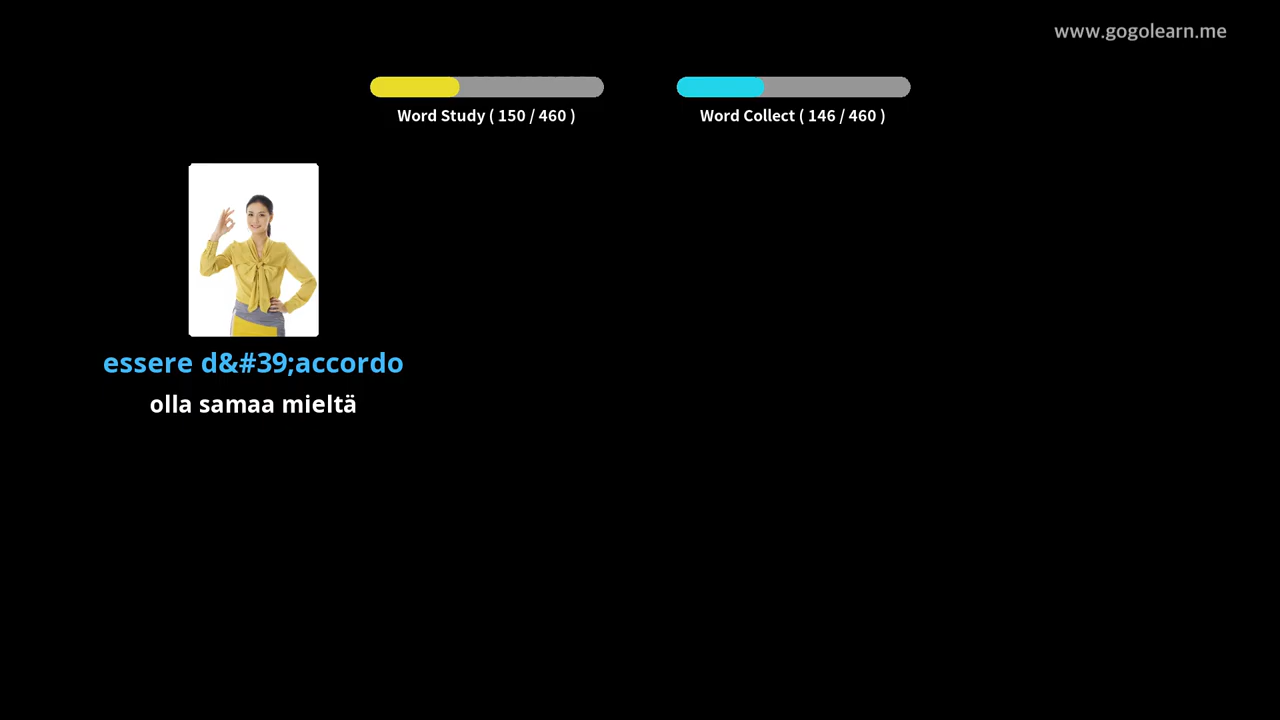 www.gogolearn.me
Word Study ( 150 / 460 )
Word Collect ( 146 / 460 )
essere d&#39;accordo
olla samaa mieltä